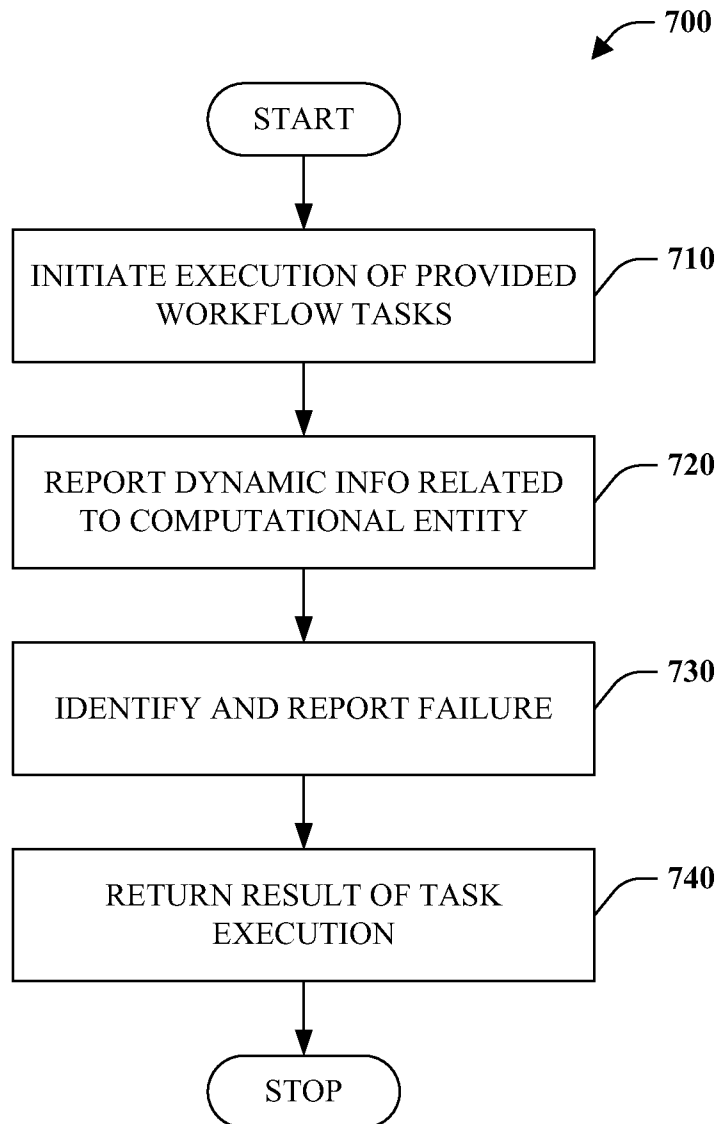 700
START
INITIATE EXECUTION OF PROVIDED
WORKFLOW TASKS
710
REPORT DYNAMIC INFO RELATED
TO COMPUTATIONAL ENTITY
720
IDENTIFY AND REPORT FAILURE
730
RETURN RESULT OF TASK
EXECUTION
740
STOP